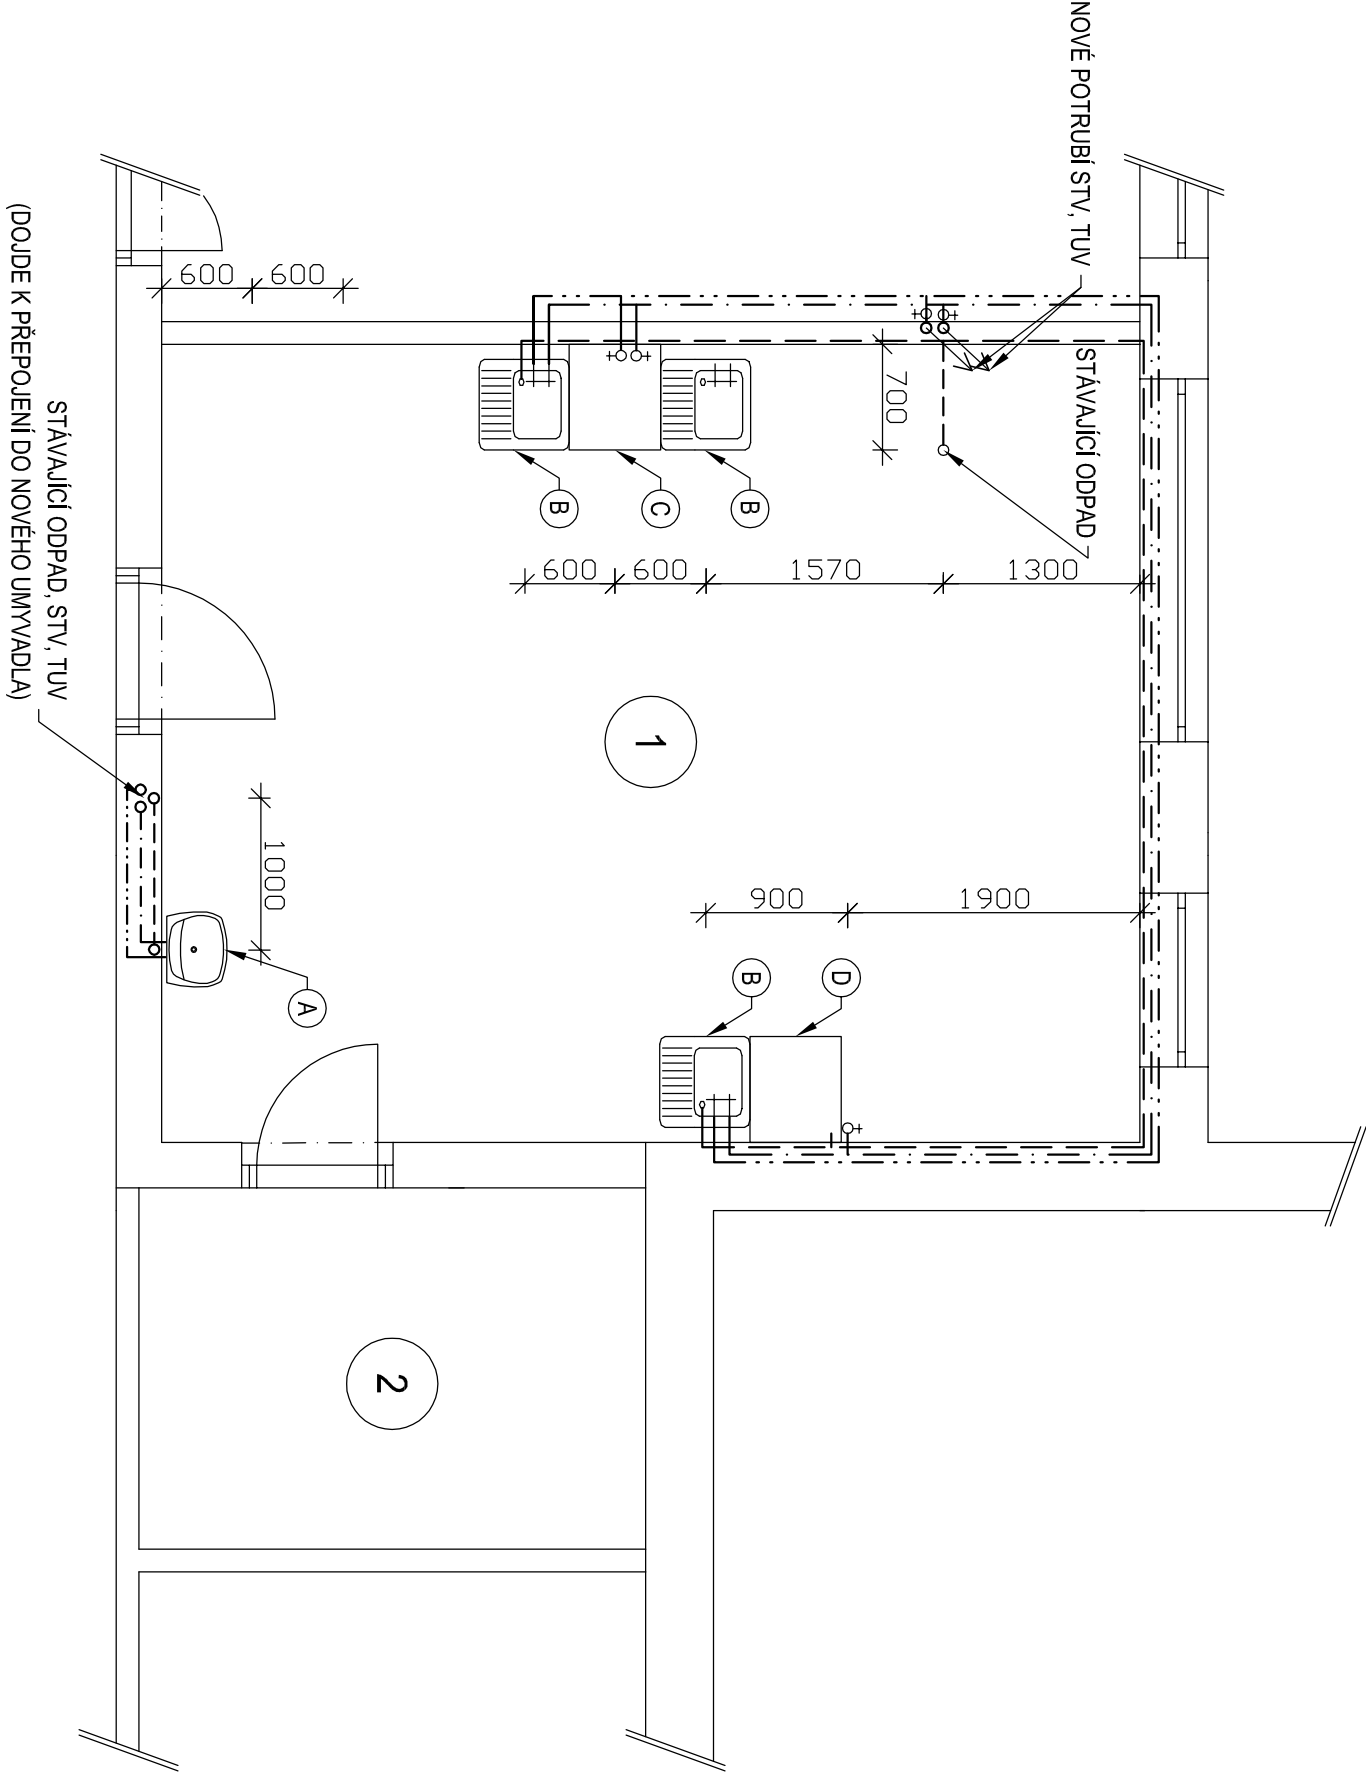 NOVÉ POTRUBÍ STV, TUV
STÁVAJÍCÍ ODPAD
600
600
700
B
C
B
600
600
1570
1300
1
STÁVAJÍCÍ ODPAD, STV, TUV
(DOJDE K PŘEPOJENÍ DO NOVÉHO UMYVADLA)
1000
900
1900
A
B
D
2